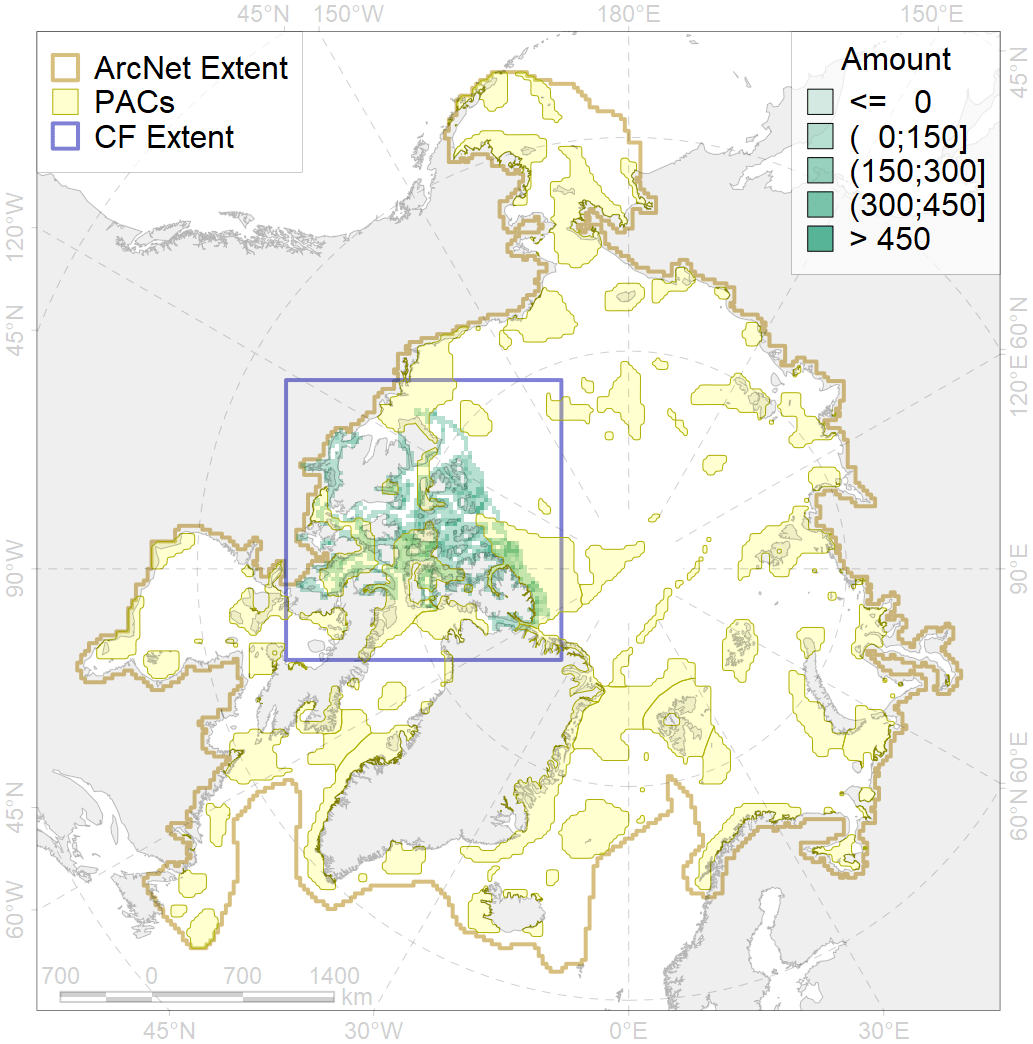 45°N 150°W 180°E 150°E
ArcNet Extent
PACs
CF Extent
Amount
<= 0
( 0;150]
(150;300]
(300;450]
> 450
45°N
120°W
45°N
60°N
120°E
90°W
90°E
60°E
60°N
45°N
60°W
700 0 700 1400
km
45°N 30°W 0°E 30°E